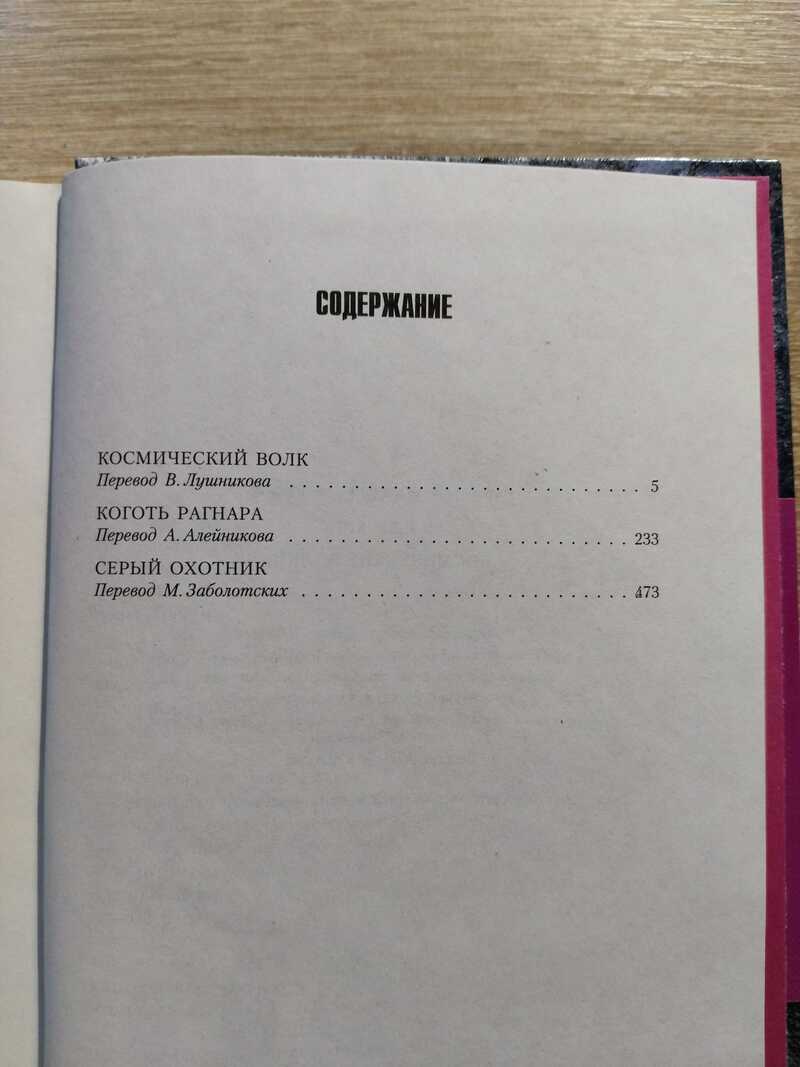 СОДЕРЖАНИЕ
КОСМИЧЕСКИЙ ВОЛК
Перевод В. Лушникова . . . . . . . . . . . . . . . . . . . . . . . . . . . 5
КОГОТЬ РАГНАРА
Перевод А. Алейникова . . . . . . . . . . . . . . . . . . . . . . . . . . 233
СЕРЫЙ ОХОТНИК
Перевод М. Заболотских . . . . . . . . . . . . . . . . . . . . . . . . . 473